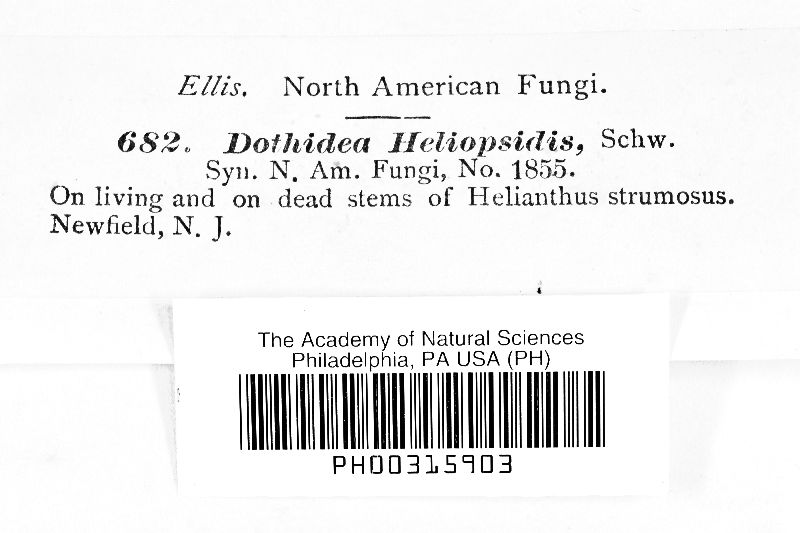 Ellis. North American Fungi.
682. Dothidea Heliopsidis, Schw.
Syn. N. Am. Fungi, No. 1855.
On living and on dead stems of Helianthus strumosus.
Newfield, N. J.
The Academy of Natural Sciences
Philadelphia, PA USA (PH)
PH00315903